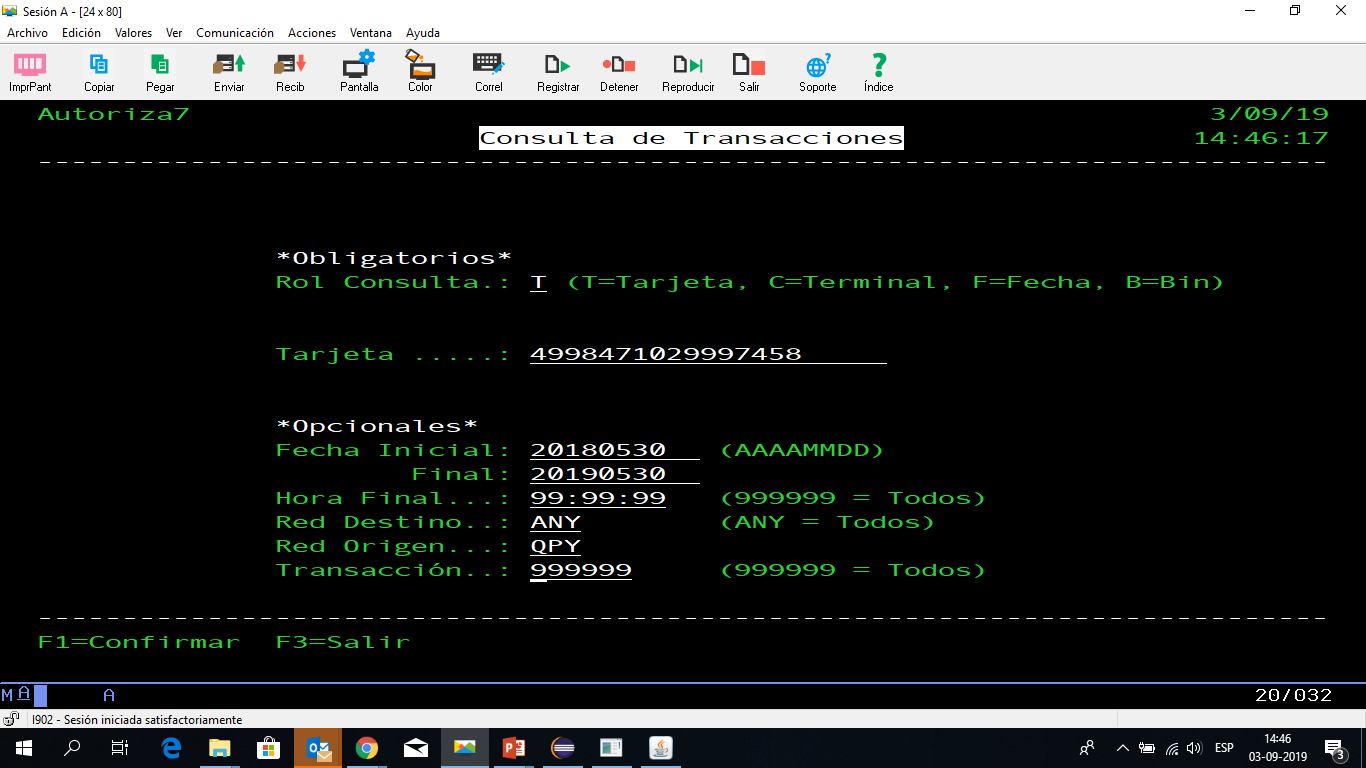 Sesión A - [24 x 80]
Archivo Edición Valores Ver Comunicación Acciones Ventana Ayuda
ImprPant Copiar Pegar Enviar Recib Pantalla Color Correl Registrar Detener Reproducir Salir Soporte Índice
Autoriza7 3/09/19
Consulta de Transacciones 14:46:17
*Obligatorios*
Rol Consulta.: T (T=Tarjeta, C=Terminal, F=Fecha, B=Bin)
Tarjeta .....: 4998471029997458
*Opcionales*
Fecha Inicial: 20180530 (AAAAMMDD)
Final: 20190530
Hora Final...: 99:99:99 (999999 = Todos)
Red Destino..: ANY (ANY = Todos)
Red Origen...: QPY
Transacción..: 999999 (999999 = Todos)
F1=Confirmar F3=Salir
MA A 20/032
I902 - Sesión iniciada satisfactoriamente
ESP 14:46
03-09-2019 3